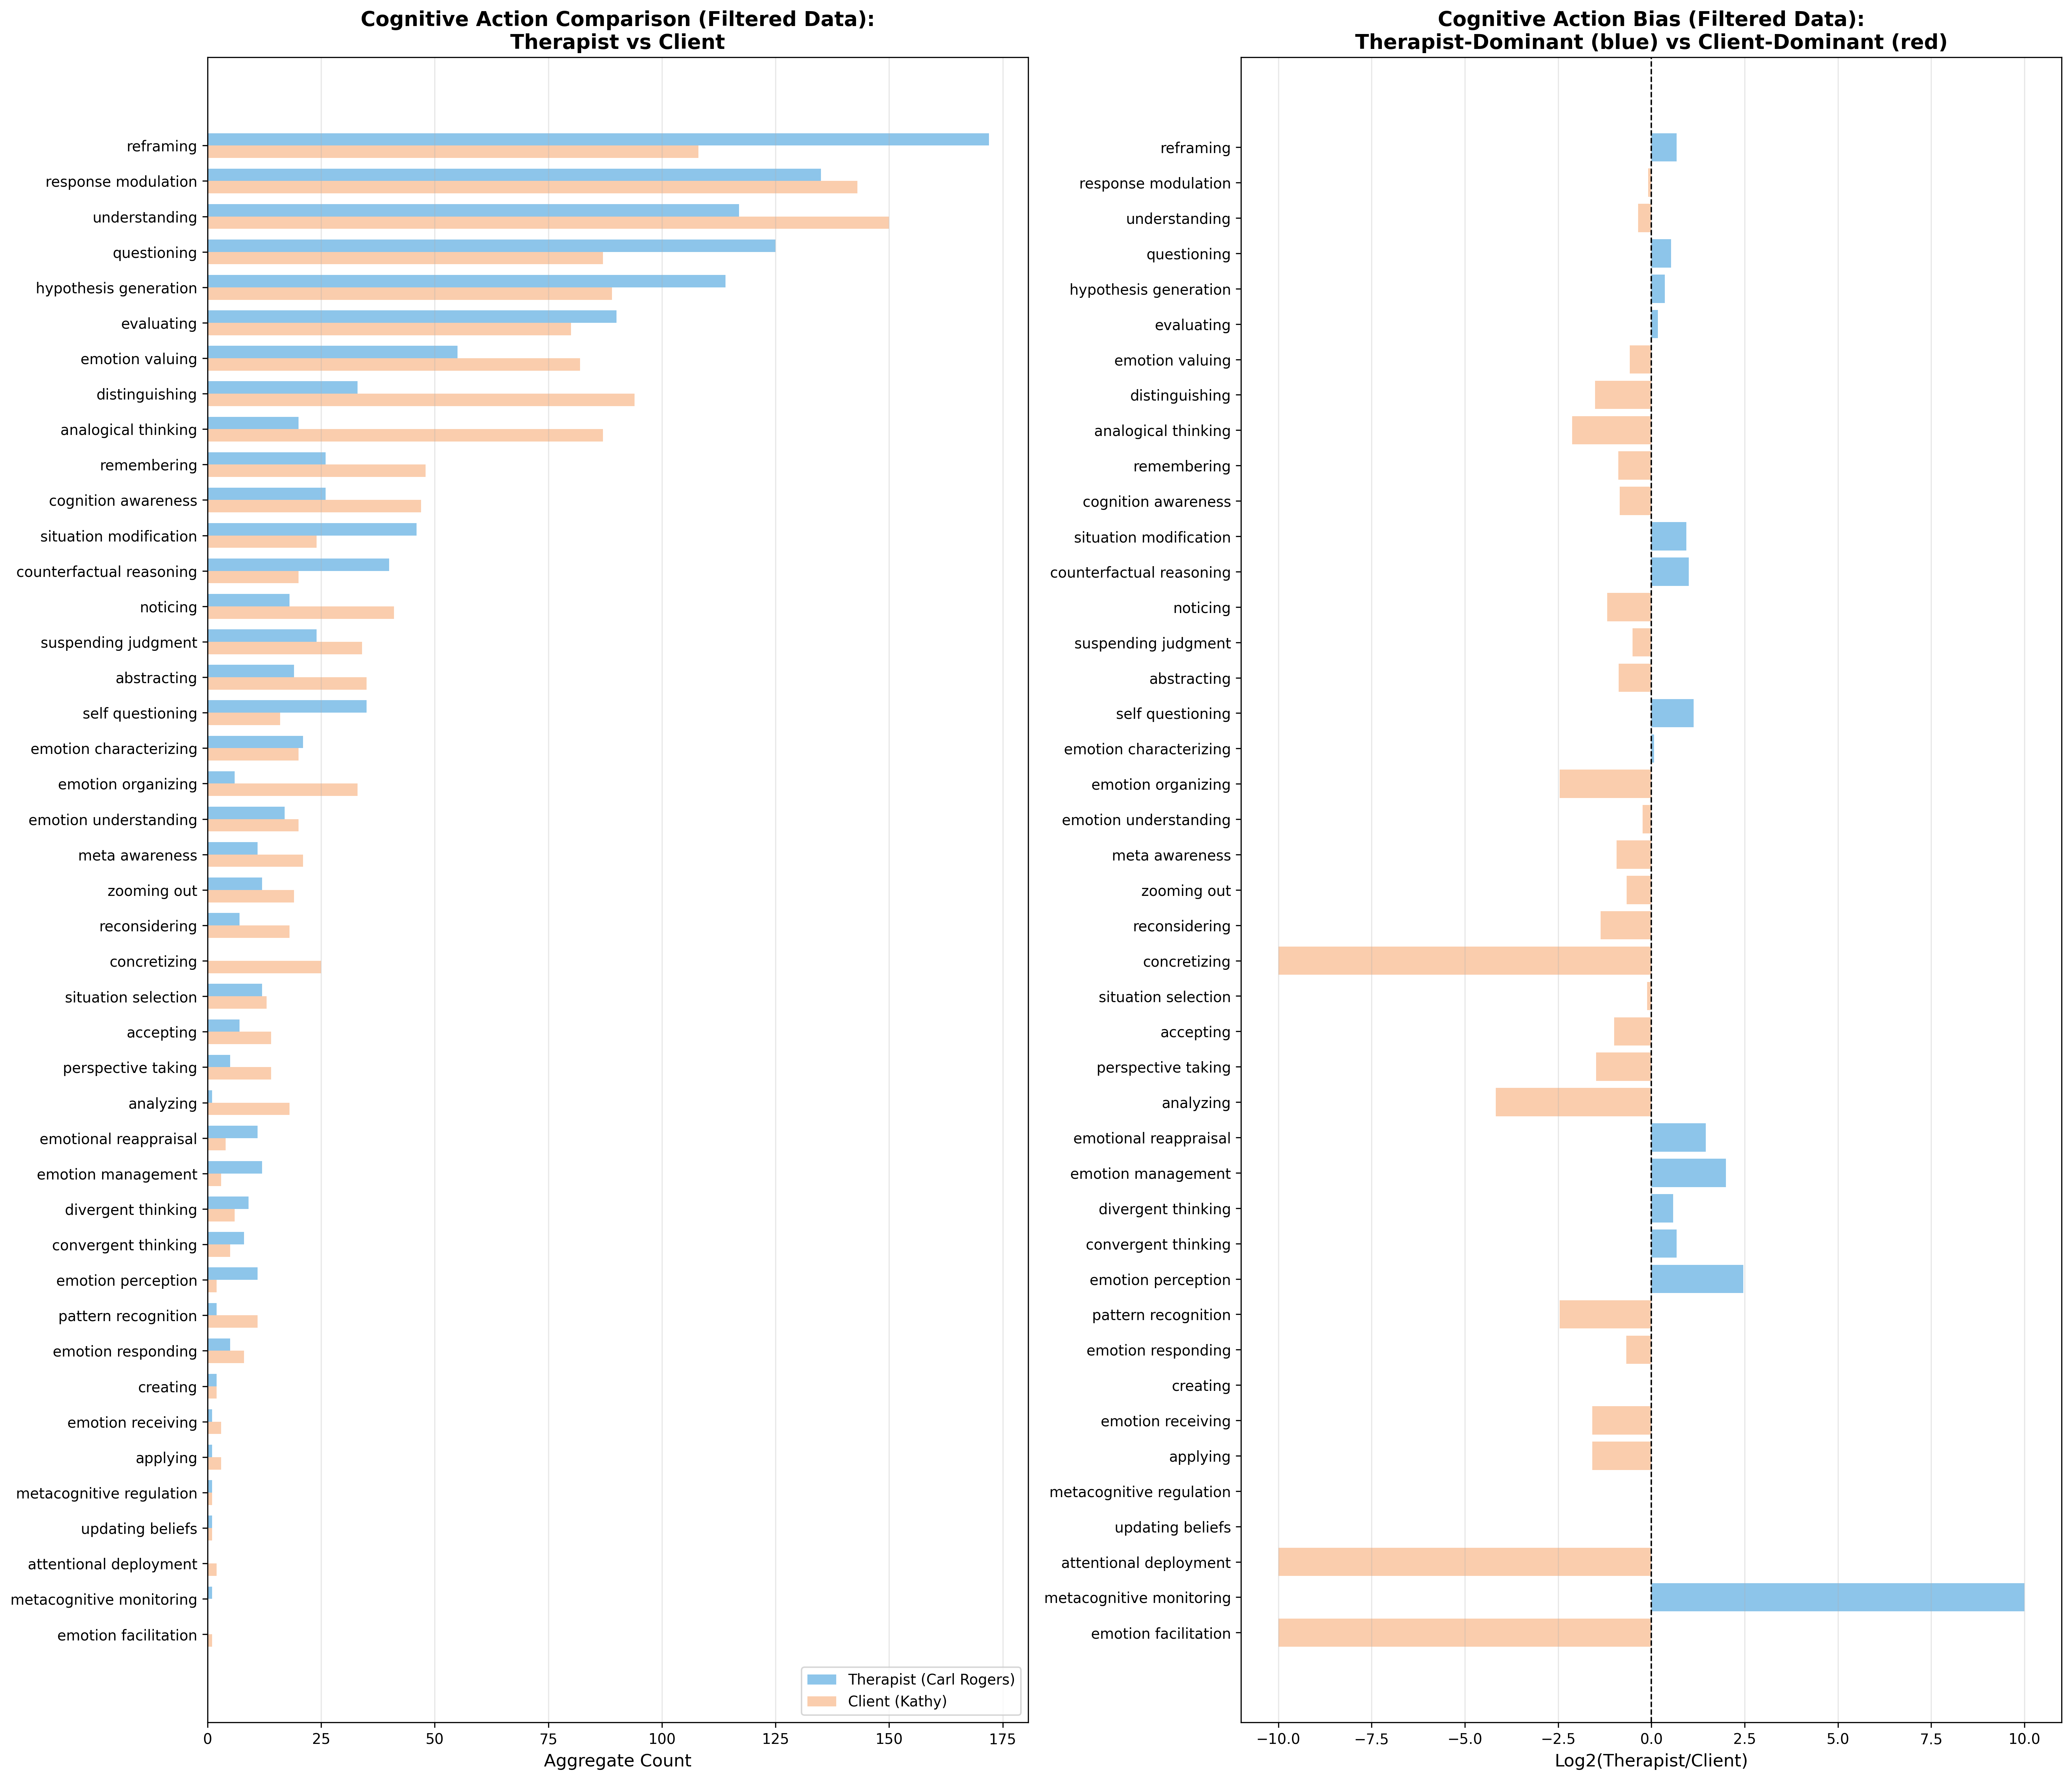 Cognitive Action Comparison (Filtered Data):
Therapist vs Client
reframing
response modulation
understanding
questioning
hypothesis generation
evaluating
emotion valuing
distinguishing
analogical thinking
remembering
cognition awareness
situation modification
counterfactual reasoning
noticing
suspending judgment
abstracting
self questioning
emotion characterizing
emotion organizing
emotion understanding
meta awareness
zooming out
reconsidering
concretizing
situation selection
accepting
perspective taking
analyzing
emotional reappraisal
emotion management
divergent thinking
convergent thinking
emotion perception
pattern recognition
emotion responding
creating
emotion receiving
applying
metacognitive regulation
updating beliefs
attentional deployment
metacognitive monitoring
emotion facilitation
Therapist (Carl Rogers)
Client (Kathy)
0 25 50 75 100 125 150 175
Aggregate Count
Cognitive Action Bias (Filtered Data):
Therapist-Dominant (blue) vs Client-Dominant (red)
reframing
response modulation
understanding
questioning
hypothesis generation
evaluating
emotion valuing
distinguishing
analogical thinking
remembering
cognition awareness
situation modification
counterfactual reasoning
noticing
suspending judgment
abstracting
self questioning
emotion characterizing
emotion organizing
emotion understanding
meta awareness
zooming out
reconsidering
concretizing
situation selection
accepting
perspective taking
analyzing
emotional reappraisal
emotion management
divergent thinking
convergent thinking
emotion perception
pattern recognition
emotion responding
creating
emotion receiving
applying
metacognitive regulation
updating beliefs
attentional deployment
metacognitive monitoring
emotion facilitation
−10.0 −7.5 −5.0 −2.5 0.0 2.5 5.0 7.5 10.0
Log2(Therapist/Client)